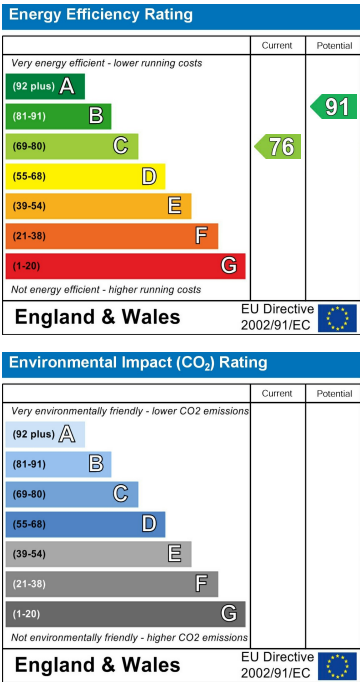 Energy Efficiency Rating
Current Potential
Very energy efficient - lower running costs
(92 plus) A
(81-91) B
(69-80) C
(55-68) D
(39-54) E
(21-38) F
(1-20) G
76
91
Not energy efficient - higher running costs
England & Wales
EU Directive
2002/91/EC
Environmental Impact (CO₂) Rating
Current Potential
Very environmentally friendly - lower CO2 emissions
(92 plus) A
(81-91) B
(69-80) C
(55-68) D
(39-54) E
(21-38) F
(1-20) G
Not environmentally friendly - higher CO2 emissions
England & Wales
EU Directive
2002/91/EC